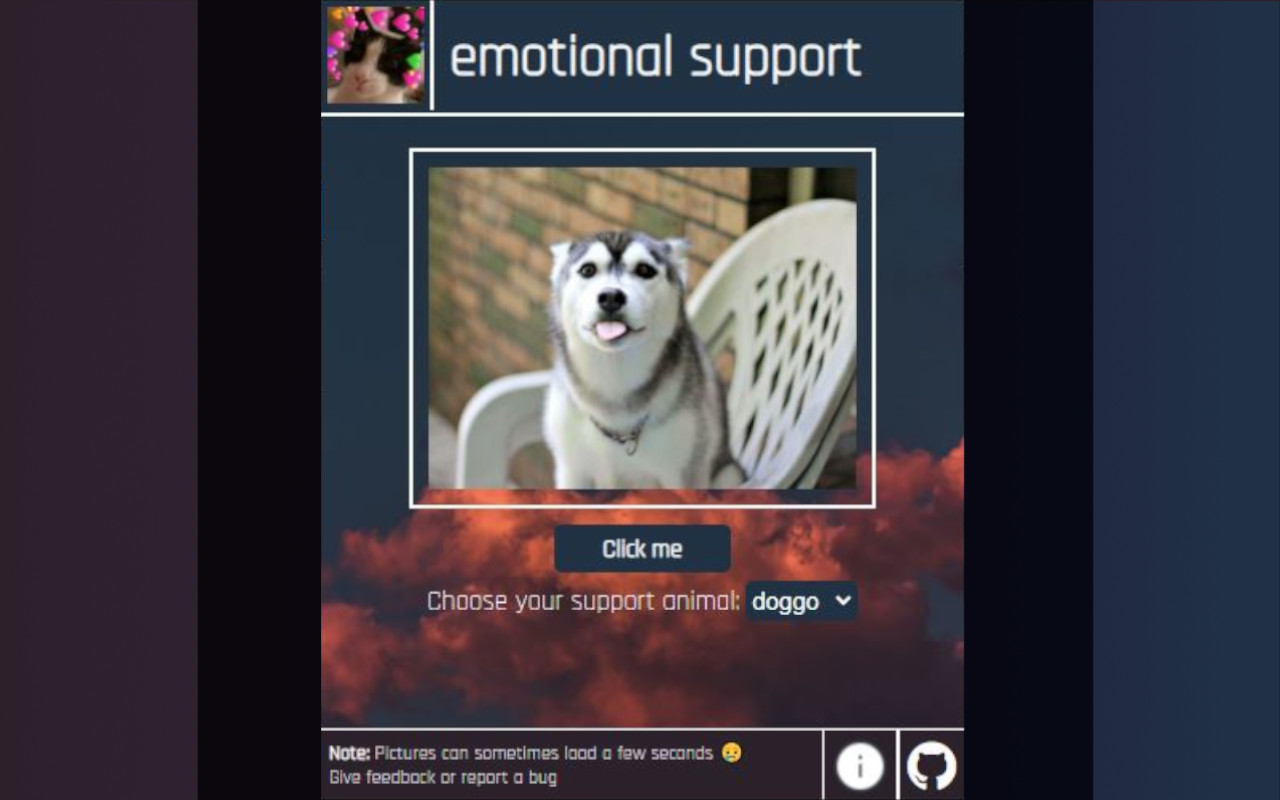 emotional support
Click me
Choose your support animal: doggo
Note: Pictures can sometimes load a few seconds 😥
Give feedback or report a bug